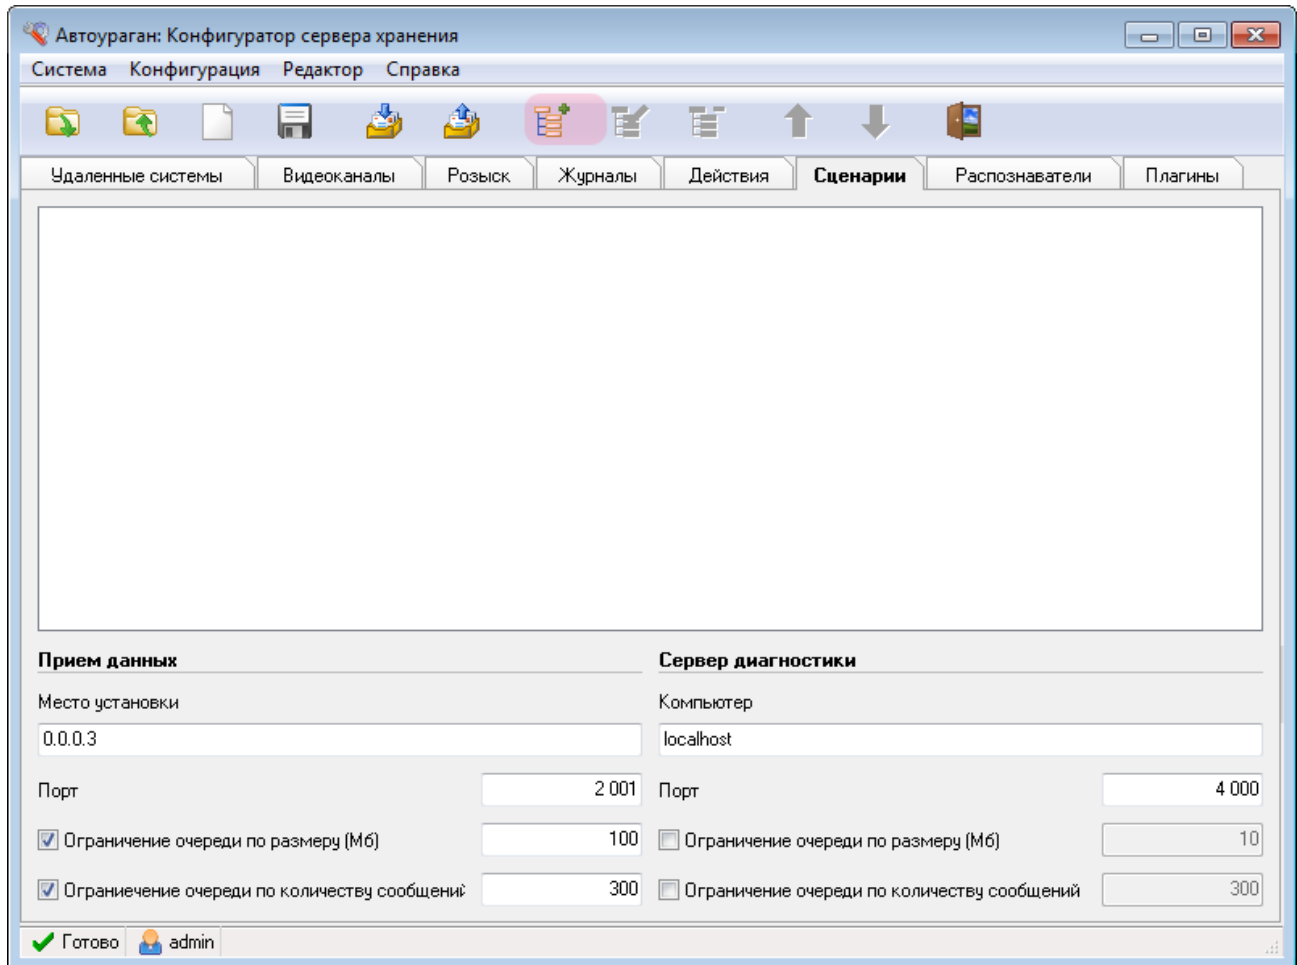 Автоураган: Конфигуратор сервера хранения
Система Конфигурация Редактор Справка
Удаленные системы Видеоканалы Розыск Журналы Действия Сценарии Распознаватели Плагины
Прием данных Сервер диагностики
Место установки Компьютер
0.0.0.3 localhost
Порт 2 001 Порт 4 000
Ограничение очереди по размеру (Мб) 100 Ограничение очереди по размеру (Мб) 10
Ограниечение очереди по количеству сообщений 300 Ограничение очереди по количеству сообщений 300
Готово admin